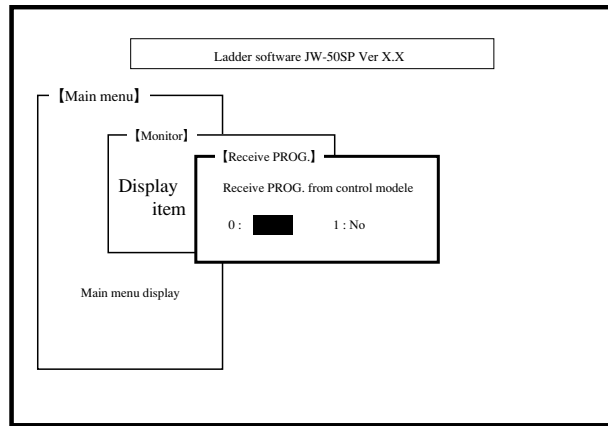 Ladder software JW-50SP Ver X.X
【Main menu】
【Monitor】
【Receive PROG.】
Display
item
Receive PROG. from control modele
0 :
1 : No
Main menu display